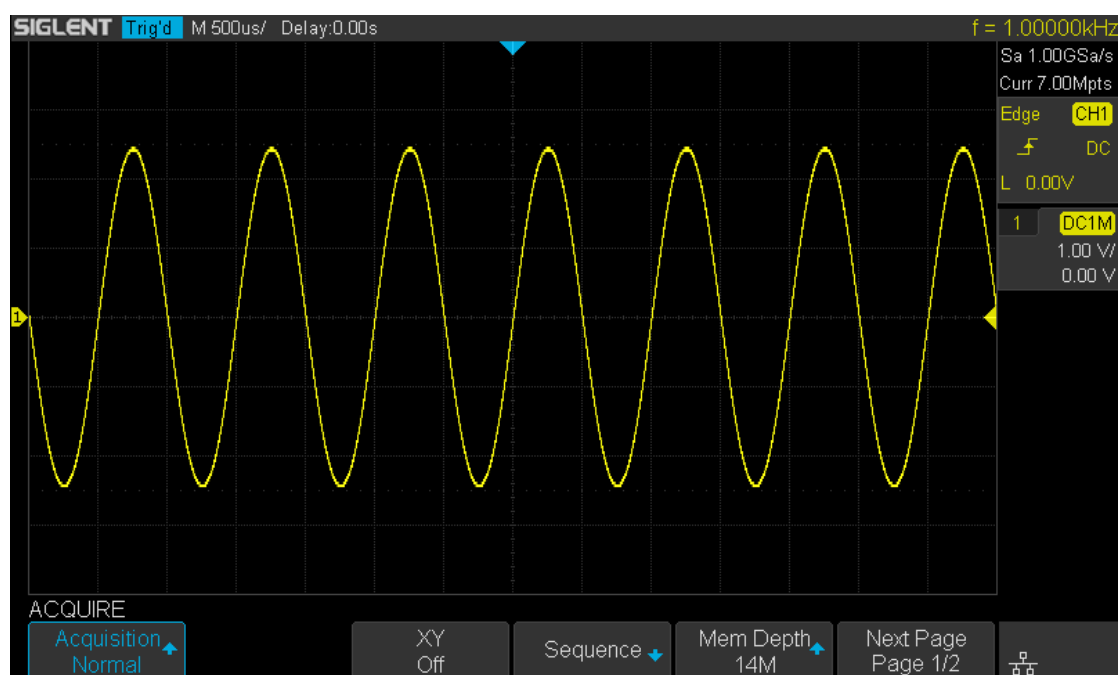 SIGLENT Trig'd M 500us/ Delay:0.00s f = 1.00000kHz
Sa 1.00GSa/s
Curr 7.00Mpts
Edge CH1
DC
L 0.00V
1 DC1M
1.00 V/
0.00 V
1
ACQUIRE
Acquisition
Normal
XY
Off
Sequence
Mem Depth
14M
Next Page
Page 1/2